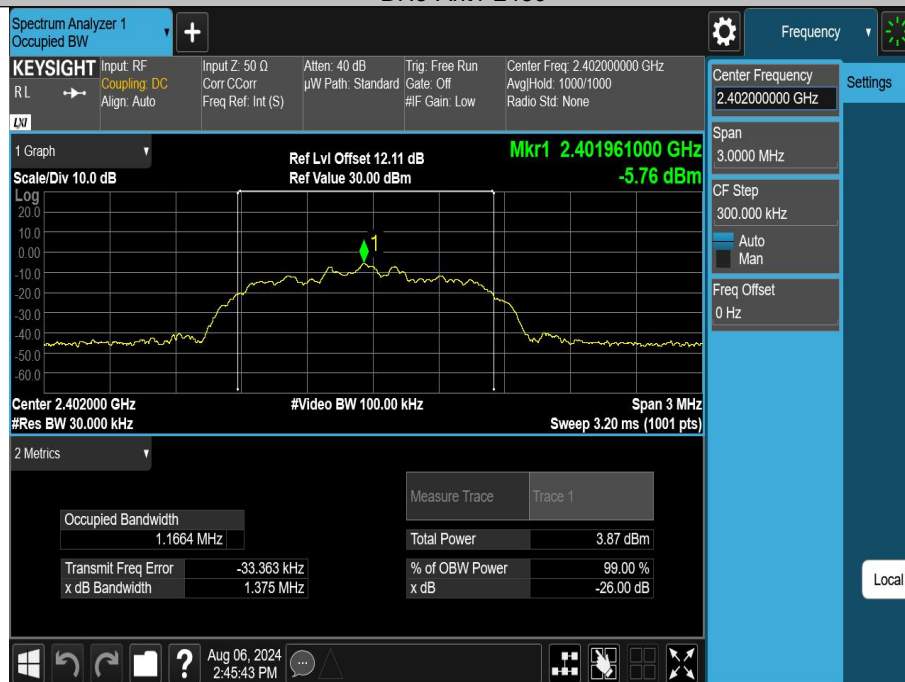 Spectrum Analyzer 1
Occupied BW
+
Frequency
KEYSIGHT
RL
LXI
Input: RF
Coupling: DC
Align: Auto
Input Z: 50 Ω
Corr CCorr
Freq Ref: Int (S)
Atten: 40 dB
µW Path: Standard
Trig: Free Run
Gate: Off
#IF Gain: Low
Center Freq: 2.402000000 GHz
Avg|Hold: 1000/1000
Radio Std: None
Center Frequency
2.402000000 GHz
Settings
Span
3.0000 MHz
CF Step
300.000 kHz
Auto
Man
Freq Offset
0 Hz
Local
1 Graph
Scale/Div 10.0 dB
Ref Lvl Offset 12.11 dB
Ref Value 30.00 dBm
Mkr1 2.401961000 GHz
-5.76 dBm
Log
20.0
10.0
0.00
-10.0
-20.0
-30.0
-40.0
-50.0
-60.0
1
Center 2.402000 GHz
#Video BW 100.00 kHz
Span 3 MHz
#Res BW 30.000 kHz
Sweep 3.20 ms (1001 pts)
2 Metrics
Measure Trace Trace 1
Occupied Bandwidth
1.1664 MHz
Total Power 3.87 dBm
Transmit Freq Error -33.363 kHz
% of OBW Power 99.00 %
x dB Bandwidth 1.375 MHz
x dB -26.00 dB
?
Aug 06, 2024
2:45:43 PM